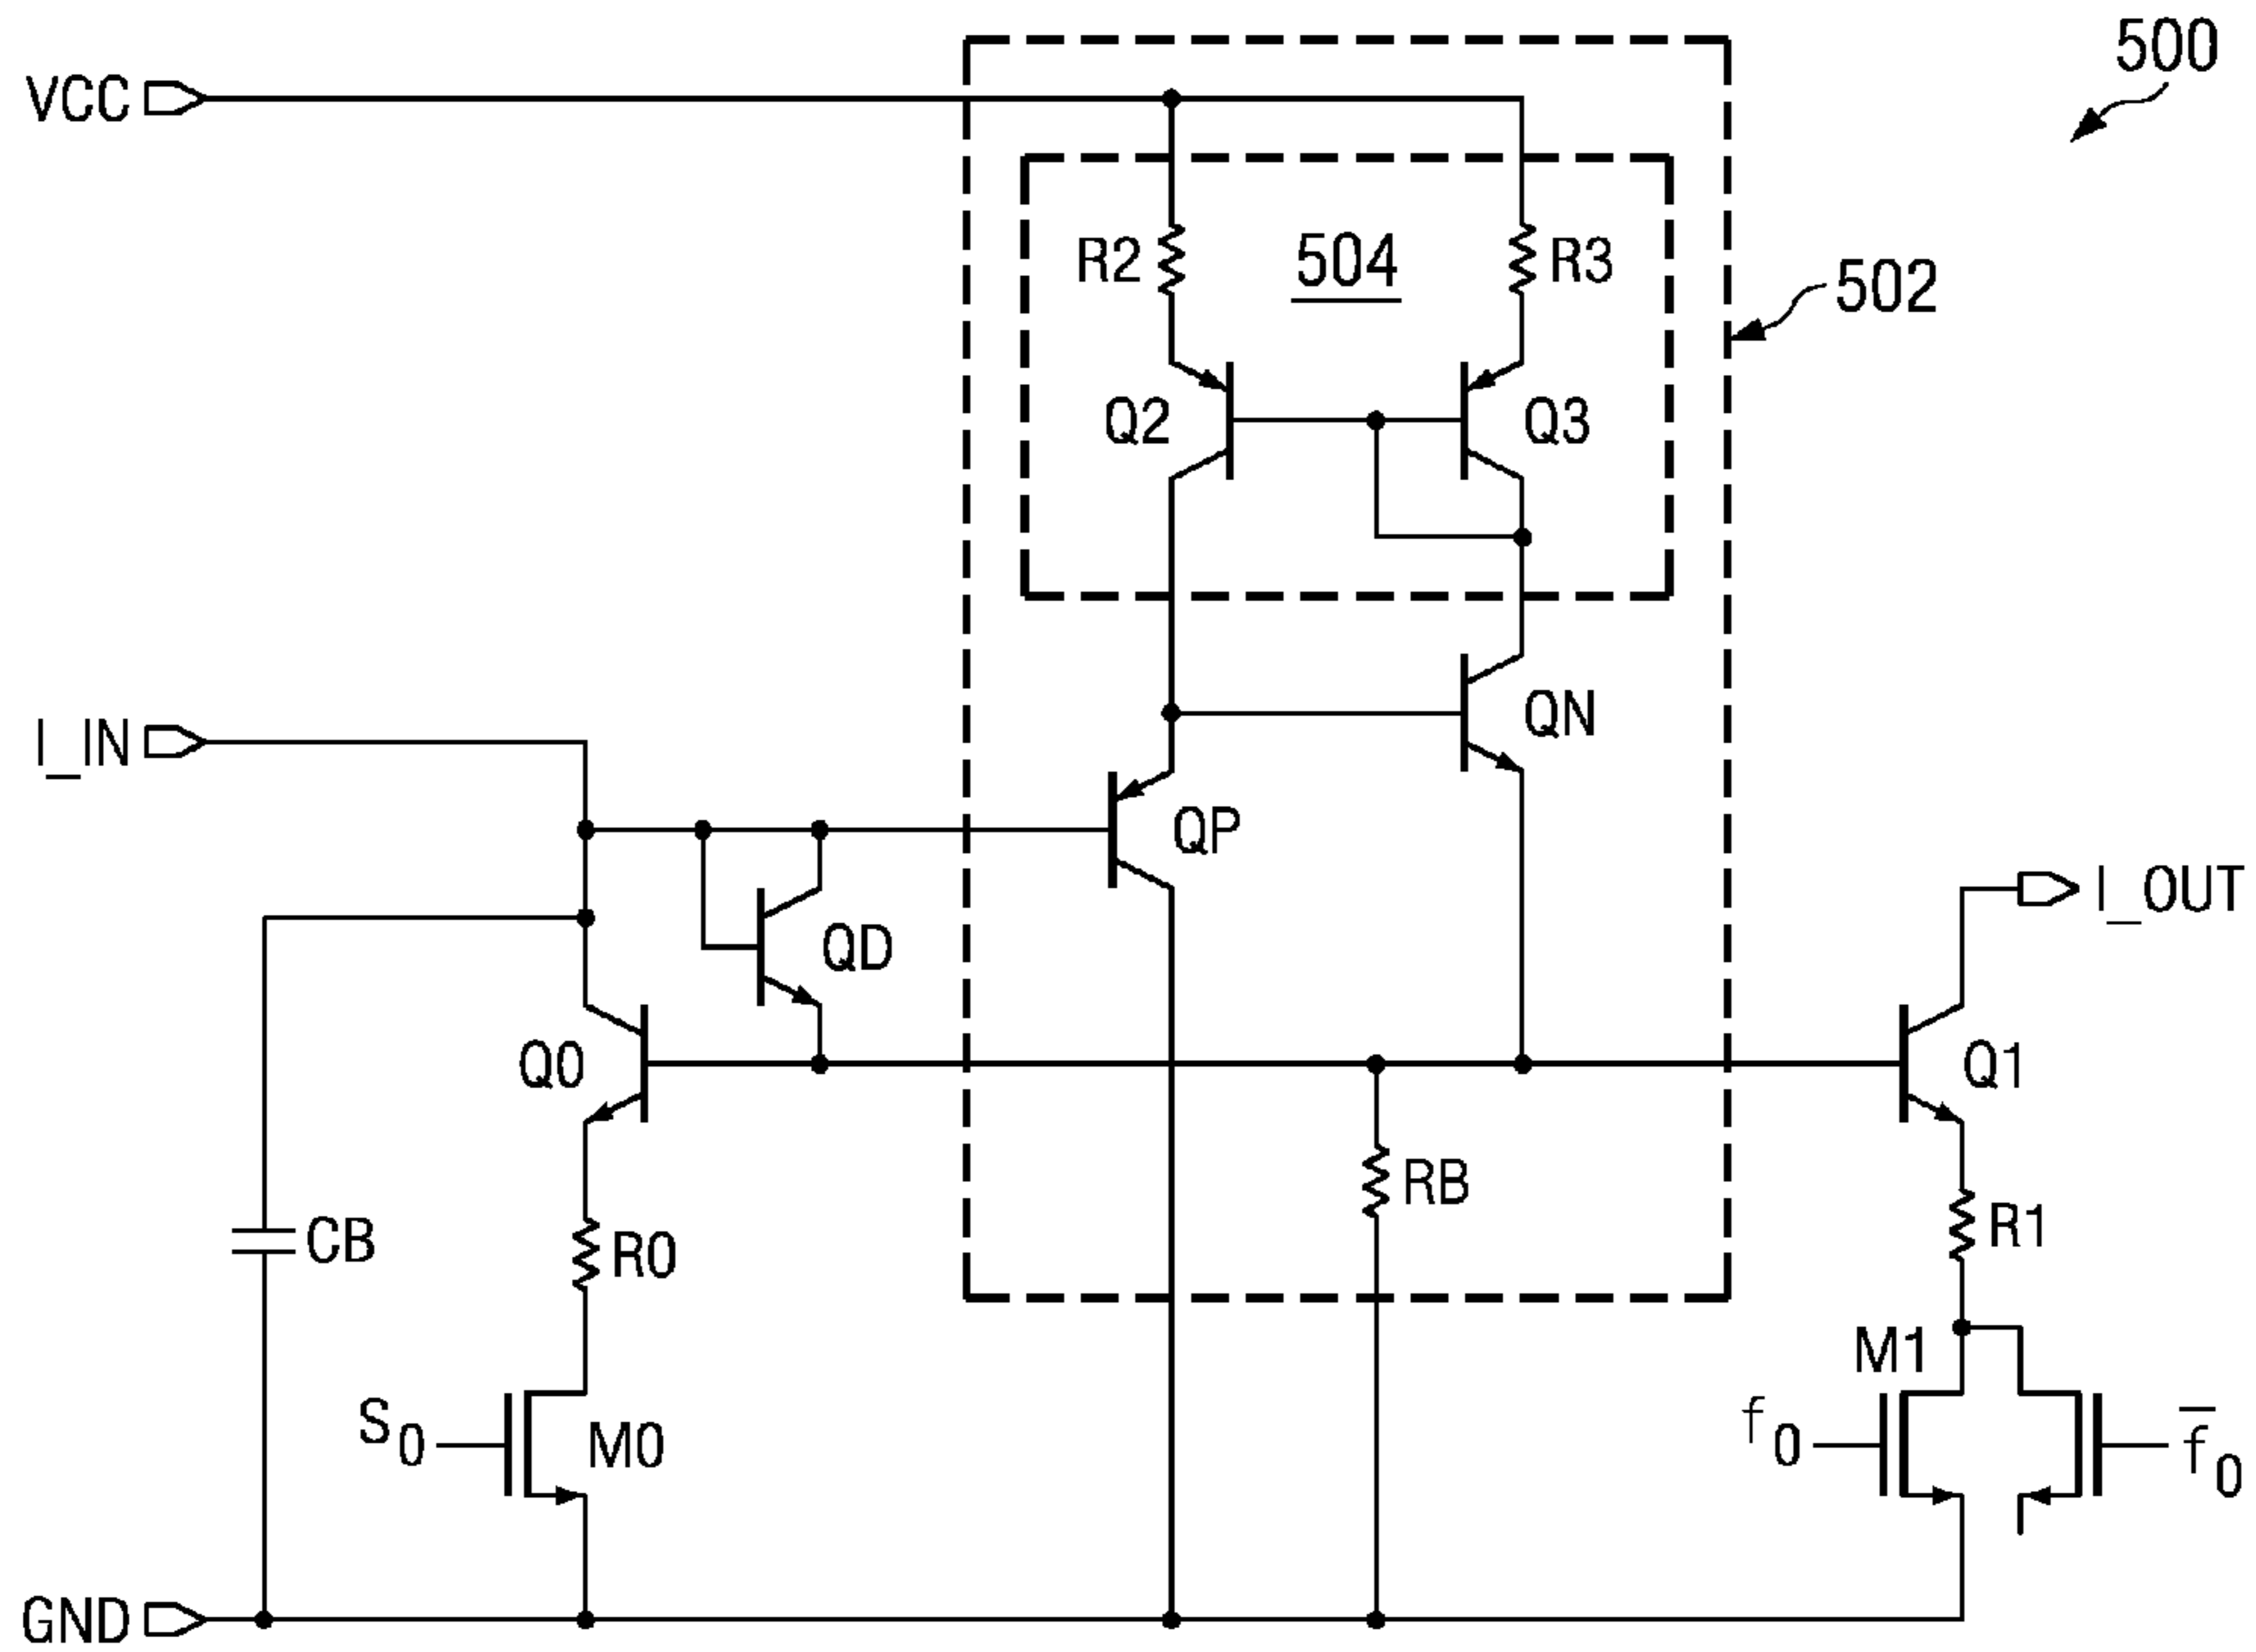 500
VCC
R2
504
R3
502
Q2
Q3
I_IN
QN
QP
I_OUT
QD
Q0
Q1
RB
R1
CB
R0
M1
S0
M0
f0
f̅0
GND